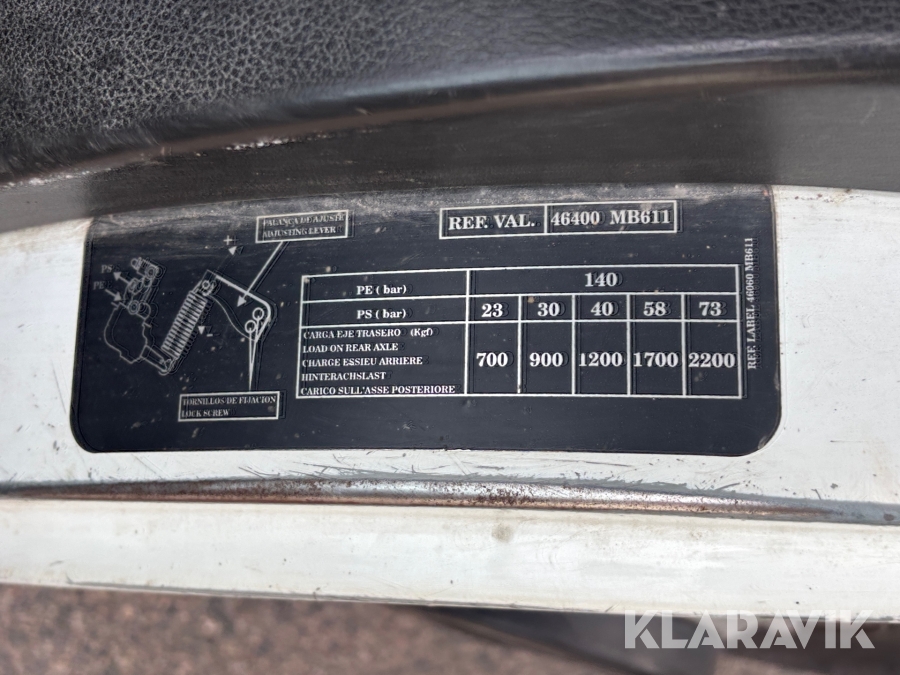 PALANÇA DE AJUSTE
ADJUSTING LEVER
REF. VAL. 46400 MB611
PS
PE
PE ( bar) 140
PS ( bar) 23 30 40 58 73
CARGA EJE TRASERO (Kgf)
LOAD ON REAR AXLE
CHARGE ESSIEU ARRIERE
HINTERACHSLAST
CARICO SULL'ASSE POSTERIORE
700 900 1200 1700 2200
TORNILLOS DE FIJACION
LOCK SCREW
REF. LABEL 46060 MB611
KLARAVIK